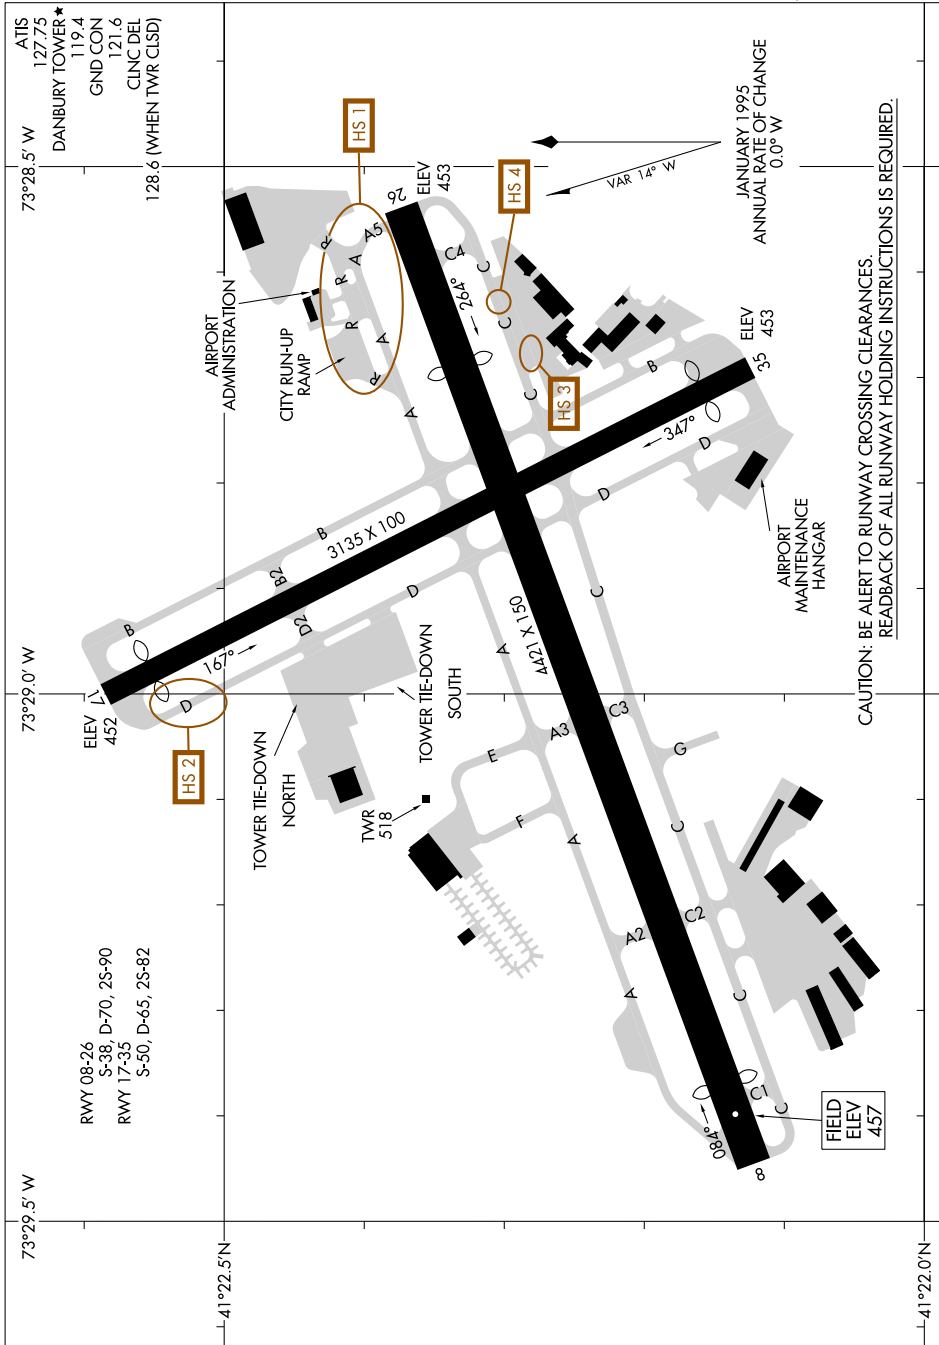 ATIS
127.75
DANBURY TOWER★
119.4
GND CON
121.6
CLNC DEL
128.6 (WHEN TWR CLSD)
73°28.5' W
73°29.0' W
73°29.5' W
41°22.5'N
41°22.0'N
JANUARY 1995
ANNUAL RATE OF CHANGE
0.0° W
VAR 14° W
HS 1
HS 4
HS 3
HS 2
AIRPORT
ADMINISTRATION
CITY RUN-UP
RAMP
26
ELEV
453
264°
R
R
R
R
A
A
A5
A
C4
C
C
C
B
35
ELEV
453
347°
D
D
AIRPORT
MAINTENANCE
HANGAR
3135 X 100
B
B2
B
D2
D
D
167°
17
ELEV
452
TOWER TIE-DOWN
SOUTH
TOWER TIE-DOWN
NORTH
TWR
518
4421 X 150
A
A3
E
F
A
A2
A
C
C3
G
C
C2
C
C1
C
084°
8
FIELD
ELEV
457
RWY 08-26
S-38, D-70, 2S-90
RWY 17-35
S-50, D-65, 2S-82
CAUTION: BE ALERT TO RUNWAY CROSSING CLEARANCES.
READBACK OF ALL RUNWAY HOLDING INSTRUCTIONS IS REQUIRED.